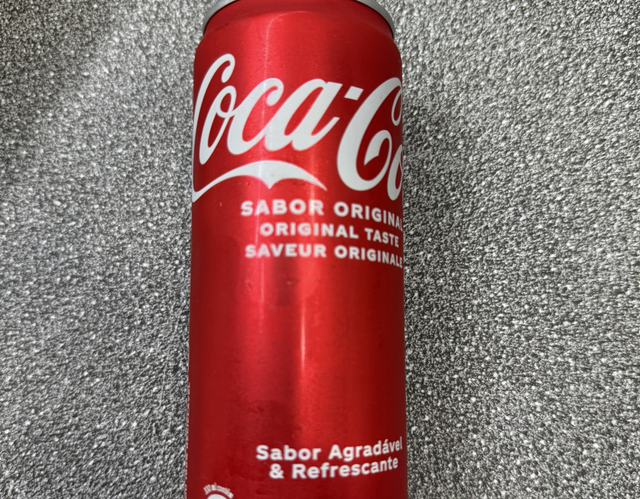 Coca-Co
SABOR ORIGINAL
ORIGINAL TASTE
SAVEUR ORIGINALE
Sabor Agradável
& Refrescante